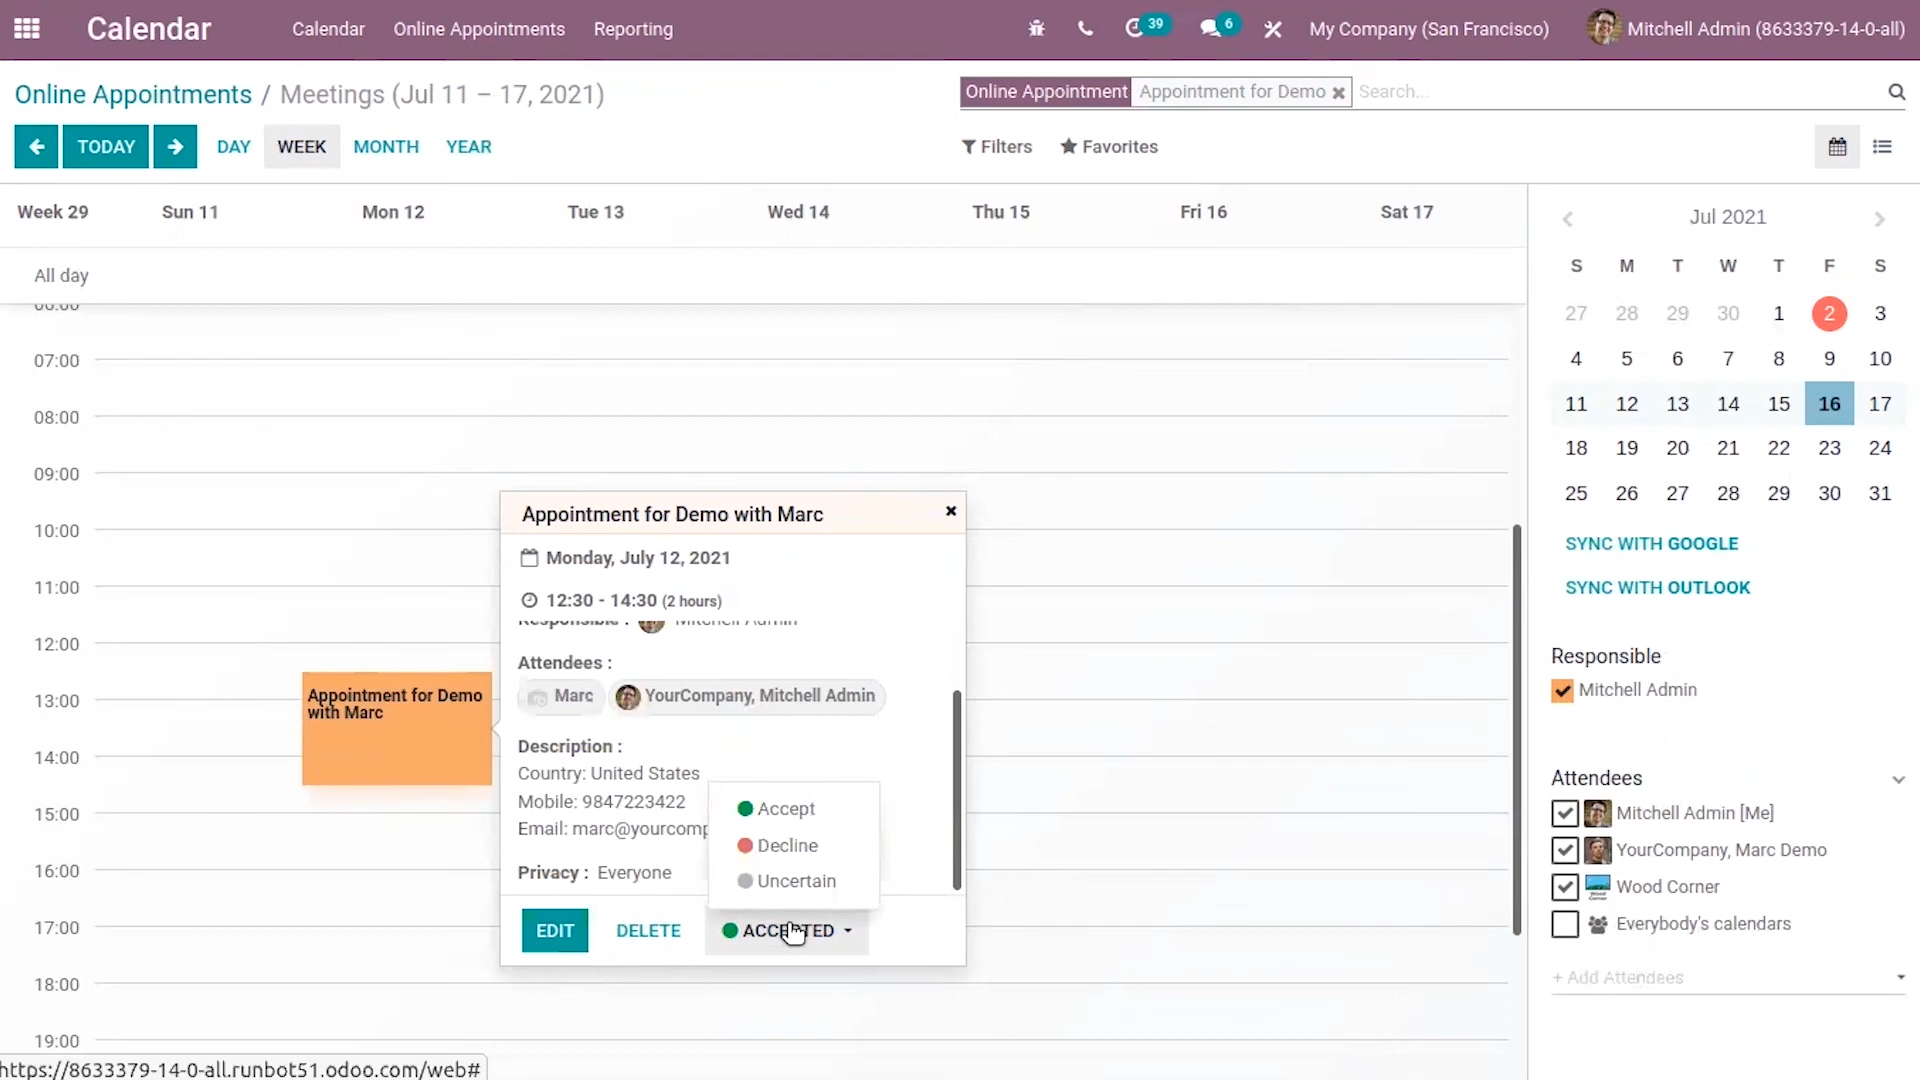 Calendar
Calendar
Online Appointments
Reporting
39
6
My Company (San Francisco)
Mitchell Admin (8633379-14-0-all)
Online Appointments / Meetings (Jul 11 – 17, 2021)
Online Appointment Appointment for Demo
Search...
TODAY
DAY
WEEK
MONTH
YEAR
Filters
Favorites
Week 29
Sun 11
Mon 12
Tue 13
Wed 14
Thu 15
Fri 16
Sat 17
All day
06:00
07:00
08:00
09:00
10:00
11:00
12:00
13:00
14:00
15:00
16:00
17:00
18:00
19:00
Appointment for Demo
with Marc
Appointment for Demo with Marc
Monday, July 12, 2021
12:30 - 14:30 (2 hours)
Responsible : Mitchell Admin
Attendees :
Marc
YourCompany, Mitchell Admin
Description :
Country: United States
Mobile: 9847223422
Email: marc@yourcomp
Privacy : Everyone
Accept
Decline
Uncertain
EDIT
DELETE
ACCEPTED
Jul 2021
S M T W T F S
27 28 29 30 1 2 3
4 5 6 7 8 9 10
11 12 13 14 15 16 17
18 19 20 21 22 23 24
25 26 27 28 29 30 31
SYNC WITH GOOGLE
SYNC WITH OUTLOOK
Responsible
Mitchell Admin
Attendees
Mitchell Admin [Me]
YourCompany, Marc Demo
Wood Corner
Everybody's calendars
+ Add Attendees
https://8633379-14-0-all.runbot51.odoo.com/web#